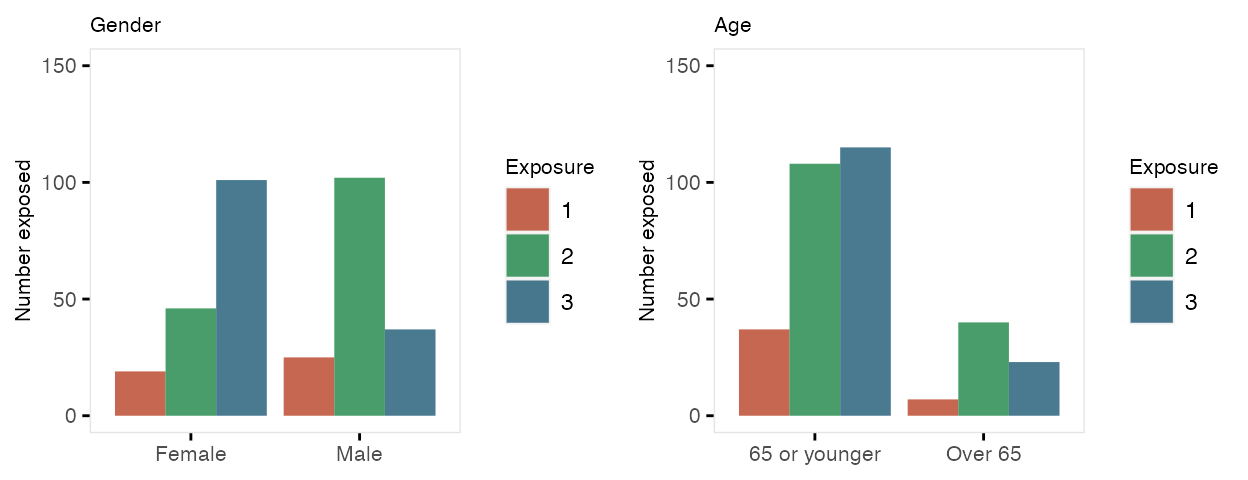 Gender
150
100
50
0
Number exposed
Female Male
Exposure
1
2
3
Age
150
100
50
0
Number exposed
65 or younger Over 65
Exposure
1
2
3